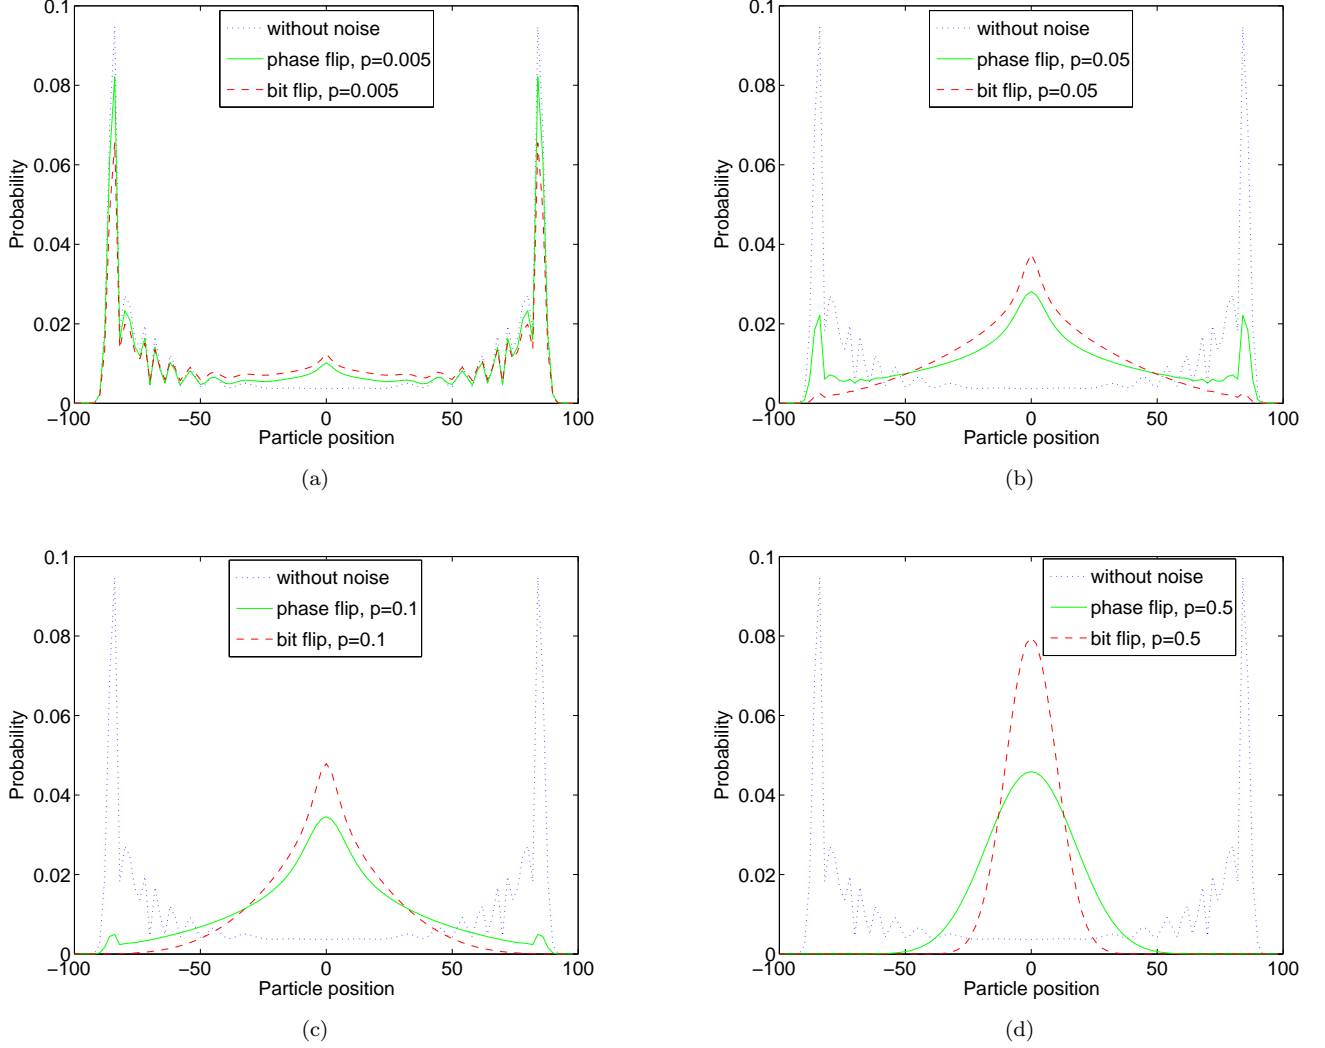 0.1
0.08
0.06
0.04
0.02
0
Probability
without noise
phase flip, p=0.005
bit flip, p=0.005
−100 −50 0 50 100
Particle position
(a)
0.1
0.08
0.06
0.04
0.02
0
Probability
without noise
phase flip, p=0.05
bit flip, p=0.05
−100 −50 0 50 100
Particle position
(b)
0.1
0.08
0.06
0.04
0.02
0
Probability
without noise
phase flip, p=0.1
bit flip, p=0.1
−100 −50 0 50 100
Particle position
(c)
0.1
0.08
0.06
0.04
0.02
0
Probability
without noise
phase flip, p=0.5
bit flip, p=0.5
−100 −50 0 50 100
Particle position
(d)